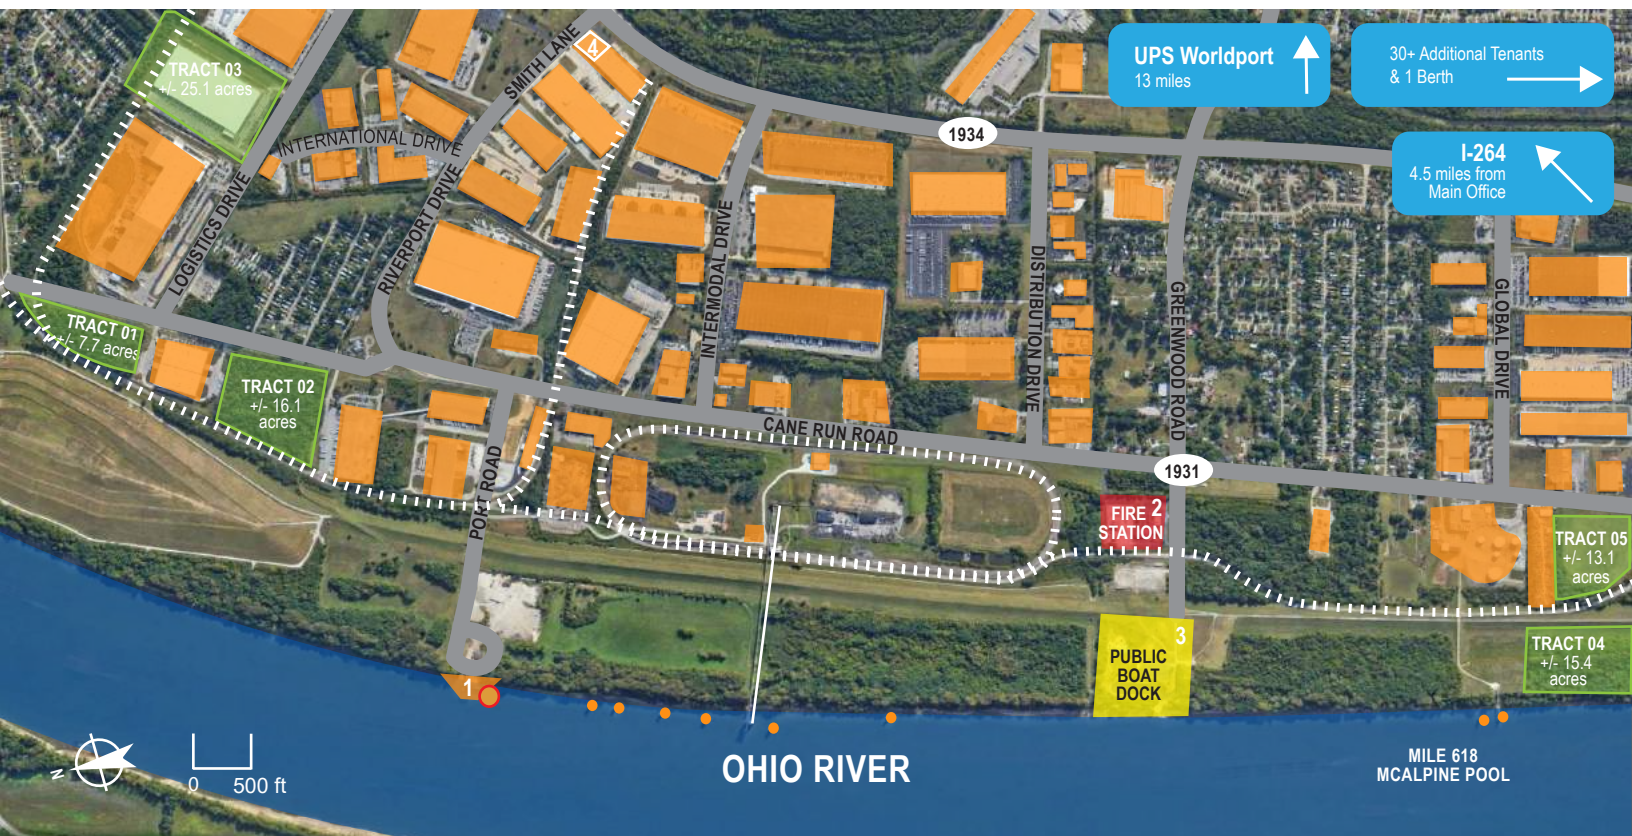 UPS Worldport
13 miles
30+ Additional Tenants
& 1 Berth
I-264
4.5 miles from
Main Office
TRACT 03
+/- 25.1 acres
4
SMITH LANE
INTERNATIONAL DRIVE
1934
LOGISTICS DRIVE
RIVERPORT DRIVE
INTERMODAL DRIVE
DISTRIBUTION DRIVE
GREENWOOD ROAD
GLOBAL DRIVE
TRACT 01
+/- 7.7 acres
TRACT 02
+/- 16.1
acres
CANE RUN ROAD
1931
PORT ROAD
FIRE 2
STATION
TRACT 05
+/- 13.1
acres
3
PUBLIC
BOAT
DOCK
TRACT 04
+/- 15.4
acres
1
OHIO RIVER
MILE 618
MCALPINE POOL
N
0 500 ft